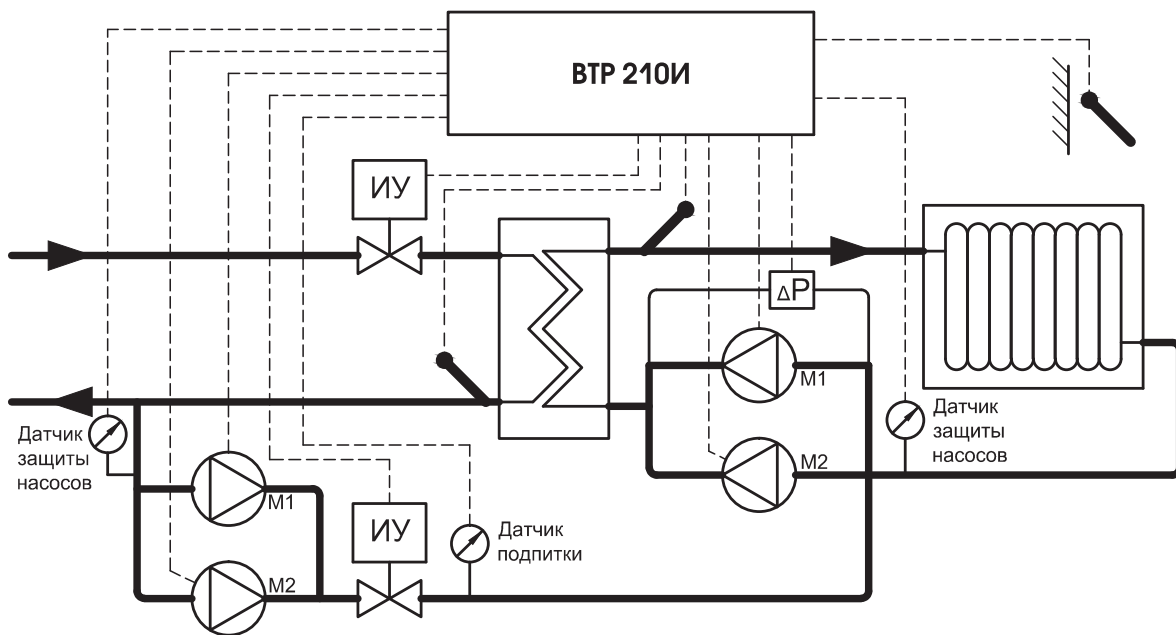 ВТР 210И
ИУ
ΔP
М1
Датчик
защиты
насосов
Датчик
защиты
насосов
М2
М1
ИУ
Датчик
подпитки
М2